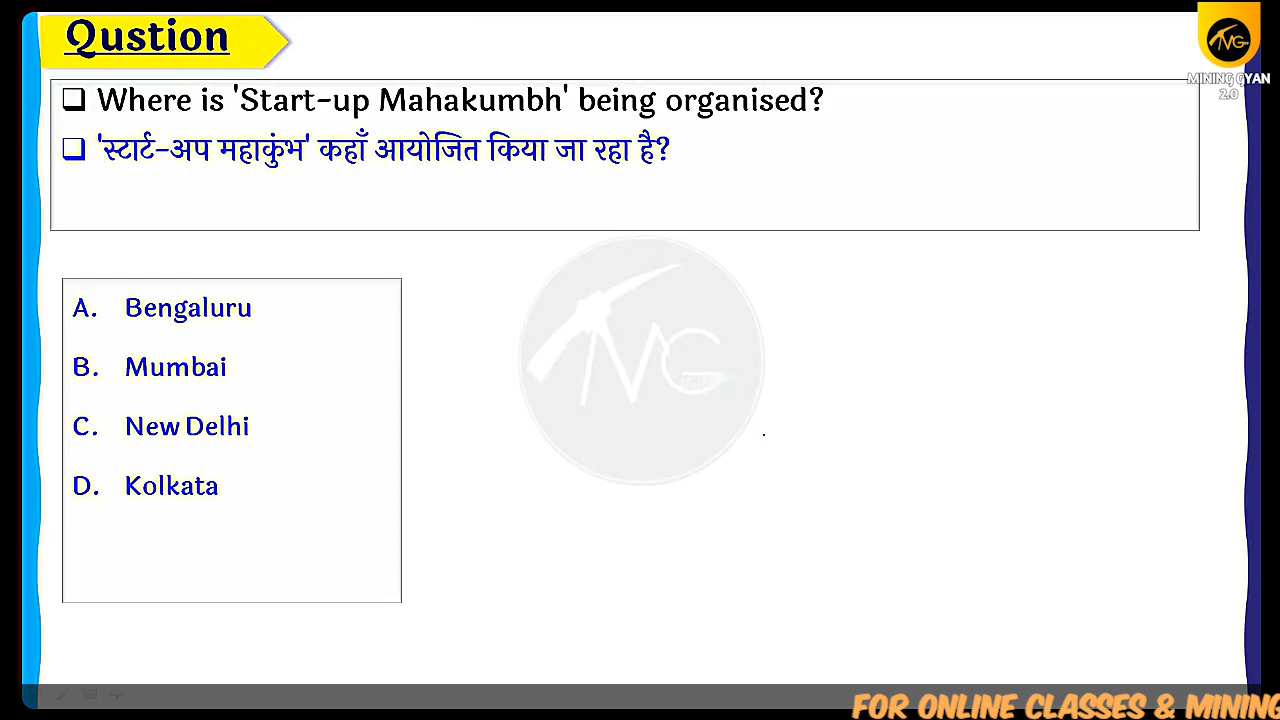 Qustion
MINING GYAN
2.0
❑ Where is 'Start-up Mahakumbh' being organised?
❑ 'स्टार्ट-अप महाकुंभ' कहाँ आयोजित किया जा रहा है?
A. Bengaluru
B. Mumbai
C. New Delhi
D. Kolkata
FOR ONLINE CLASSES & MINING